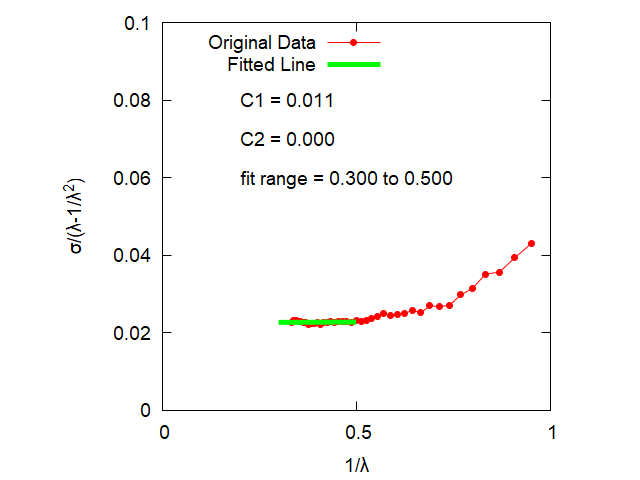 Original Data
Fitted Line
C1 = 0.011
C2 = 0.000
fit range = 0.300 to 0.500
0.1
0.08
0.06
0.04
0.02
0
σ/(λ-1/λ²)
0
0.5
1
1/λ